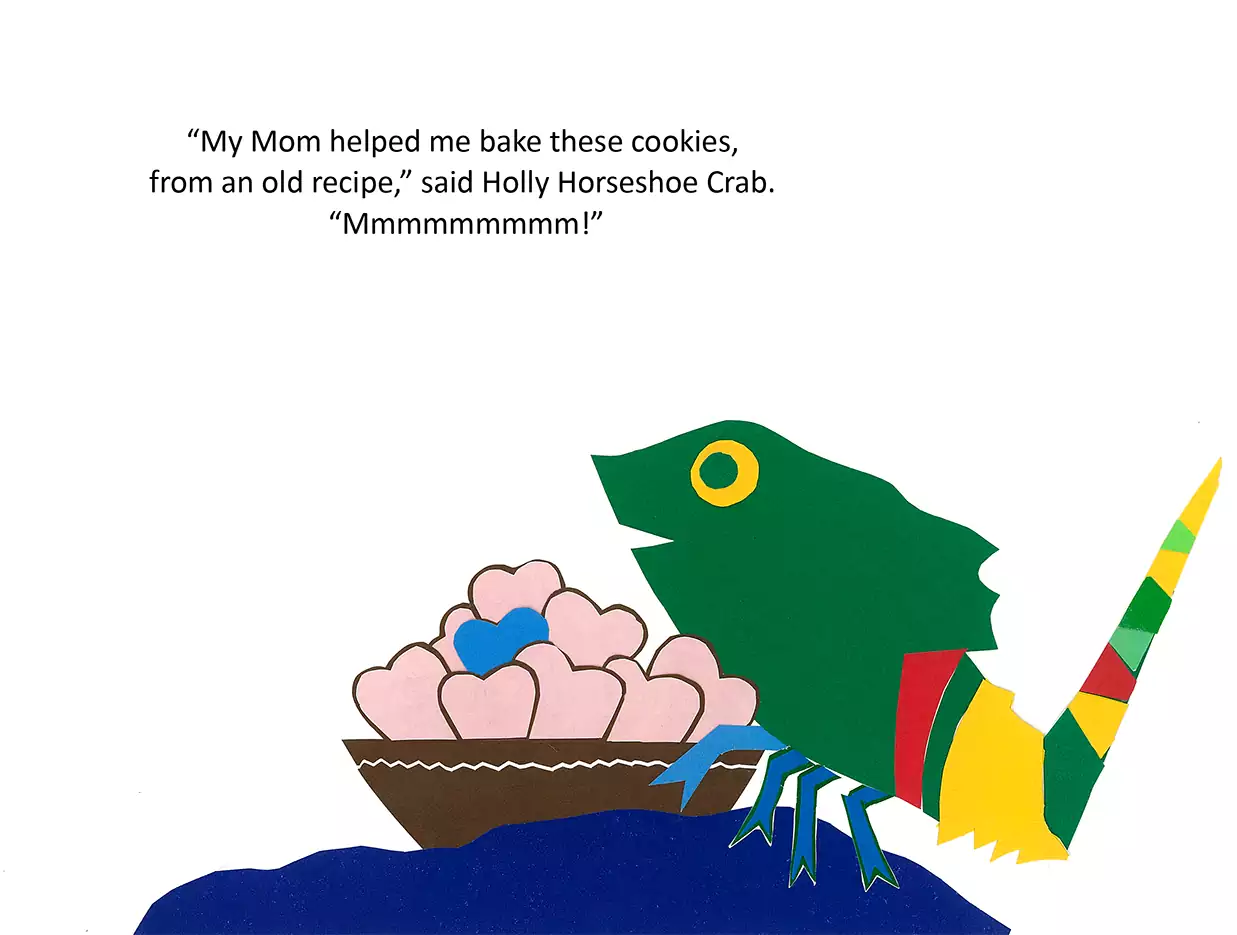 “My Mom helped me bake these cookies,
from an old recipe,” said Holly Horseshoe Crab.
“Mmmmmmmmm!”